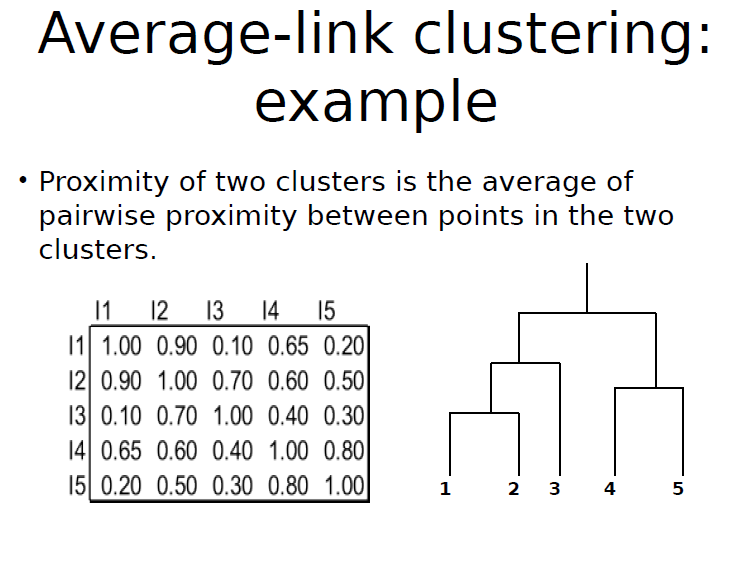 Average-link clustering:
example
• Proximity of two clusters is the average of
pairwise proximity between points in the two
clusters.
I1 I2 I3 I4 I5
I1 1.00 0.90 0.10 0.65 0.20
I2 0.90 1.00 0.70 0.60 0.50
I3 0.10 0.70 1.00 0.40 0.30
I4 0.65 0.60 0.40 1.00 0.80
I5 0.20 0.50 0.30 0.80 1.00
1 2 3 4 5